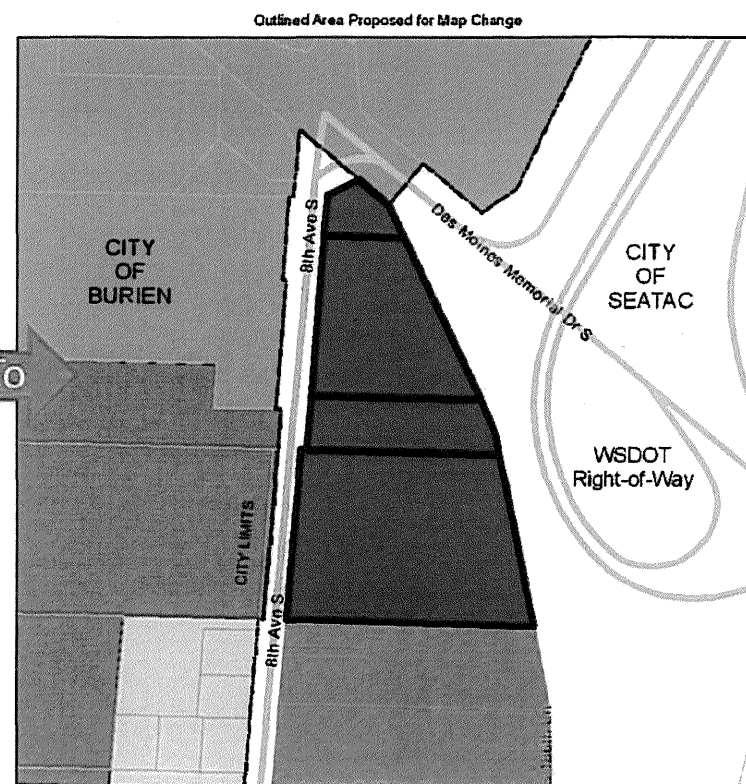 Outlined Area Proposed for Map Change
8th Ave S
Des Moines Memorial Dr S
CITY
OF
BURIEN
CITY
OF
SEATAC
TO
WSDOT
Right-of-Way
CITY LIMITS
8th Ave S